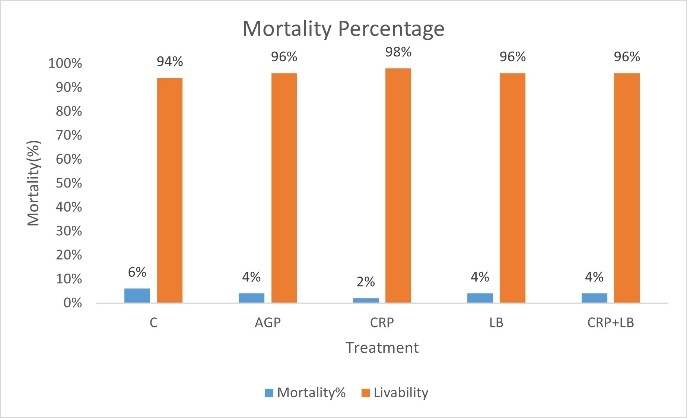 Mortality Percentage
Mortality(%)
100%
90%
80%
70%
60%
50%
40%
30%
20%
10%
0%
94% 96% 98% 96% 96%
6% 4% 2% 4% 4%
C AGP CRP LB CRP+LB
Treatment
Mortality% Livability